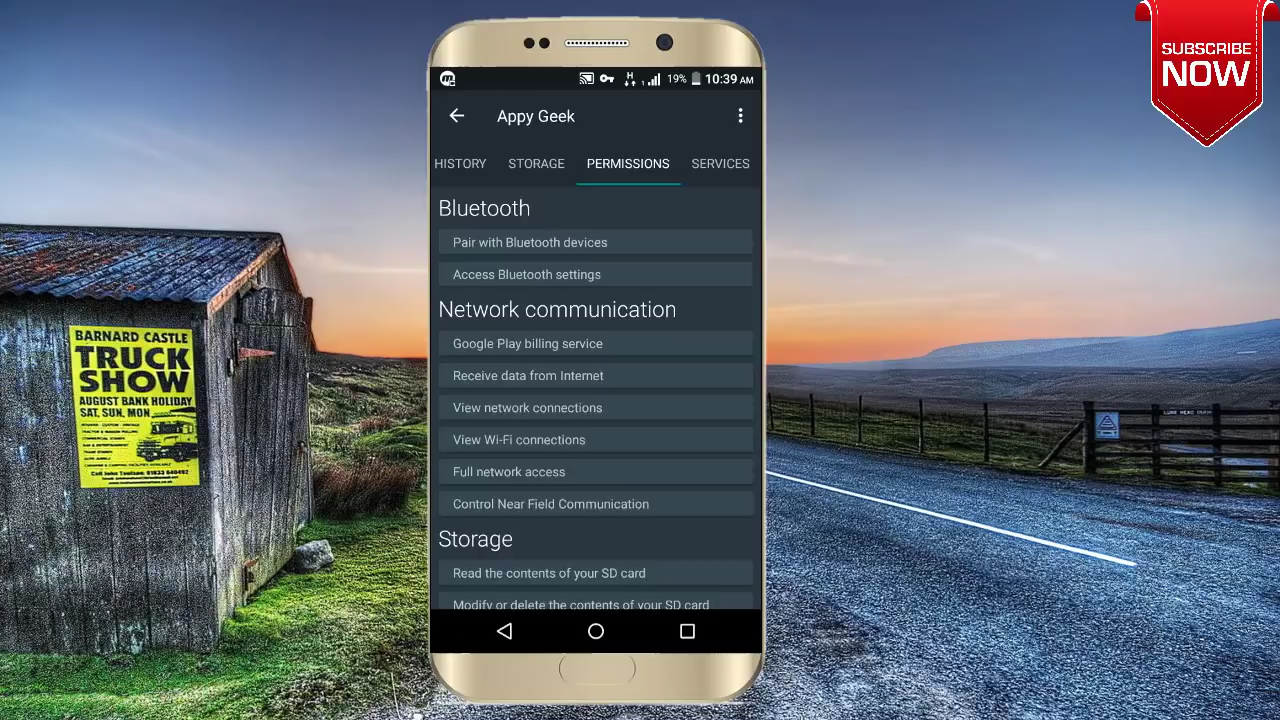 SUBSCRIBE
NOW
19% 10:39 AM
Appy Geek
HISTORY STORAGE PERMISSIONS SERVICES
Bluetooth
Pair with Bluetooth devices
Access Bluetooth settings
Network communication
Google Play billing service
Receive data from Internet
View network connections
View Wi-Fi connections
Full network access
Control Near Field Communication
Storage
Read the contents of your SD card
Modify or delete the contents of your SD card
BARNARD CASTLE
TRUCK
SHOW
AUGUST BANK HOLIDAY
SAT, SUN, MON